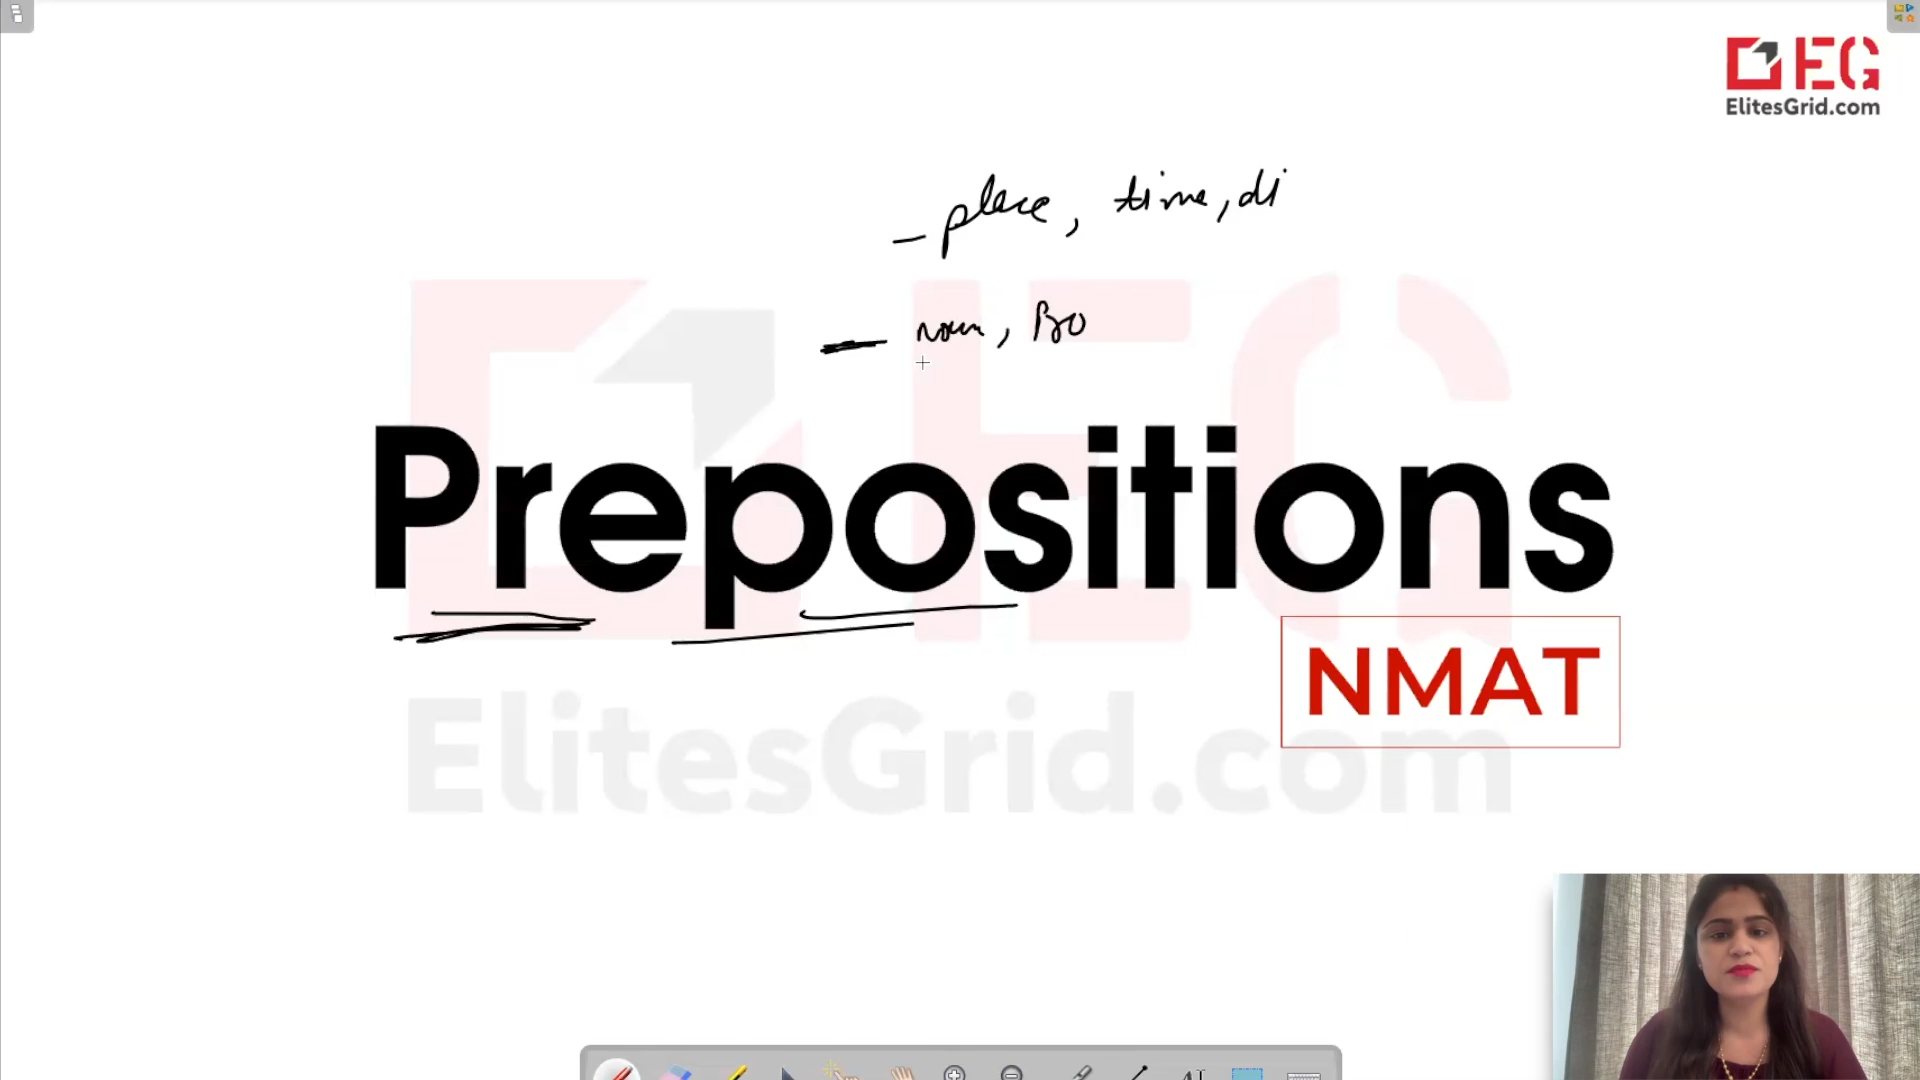 EG
ElitesGrid.com
– place, time, di
– noun, Pro
Prepositions
NMAT
ElitesGrid.com